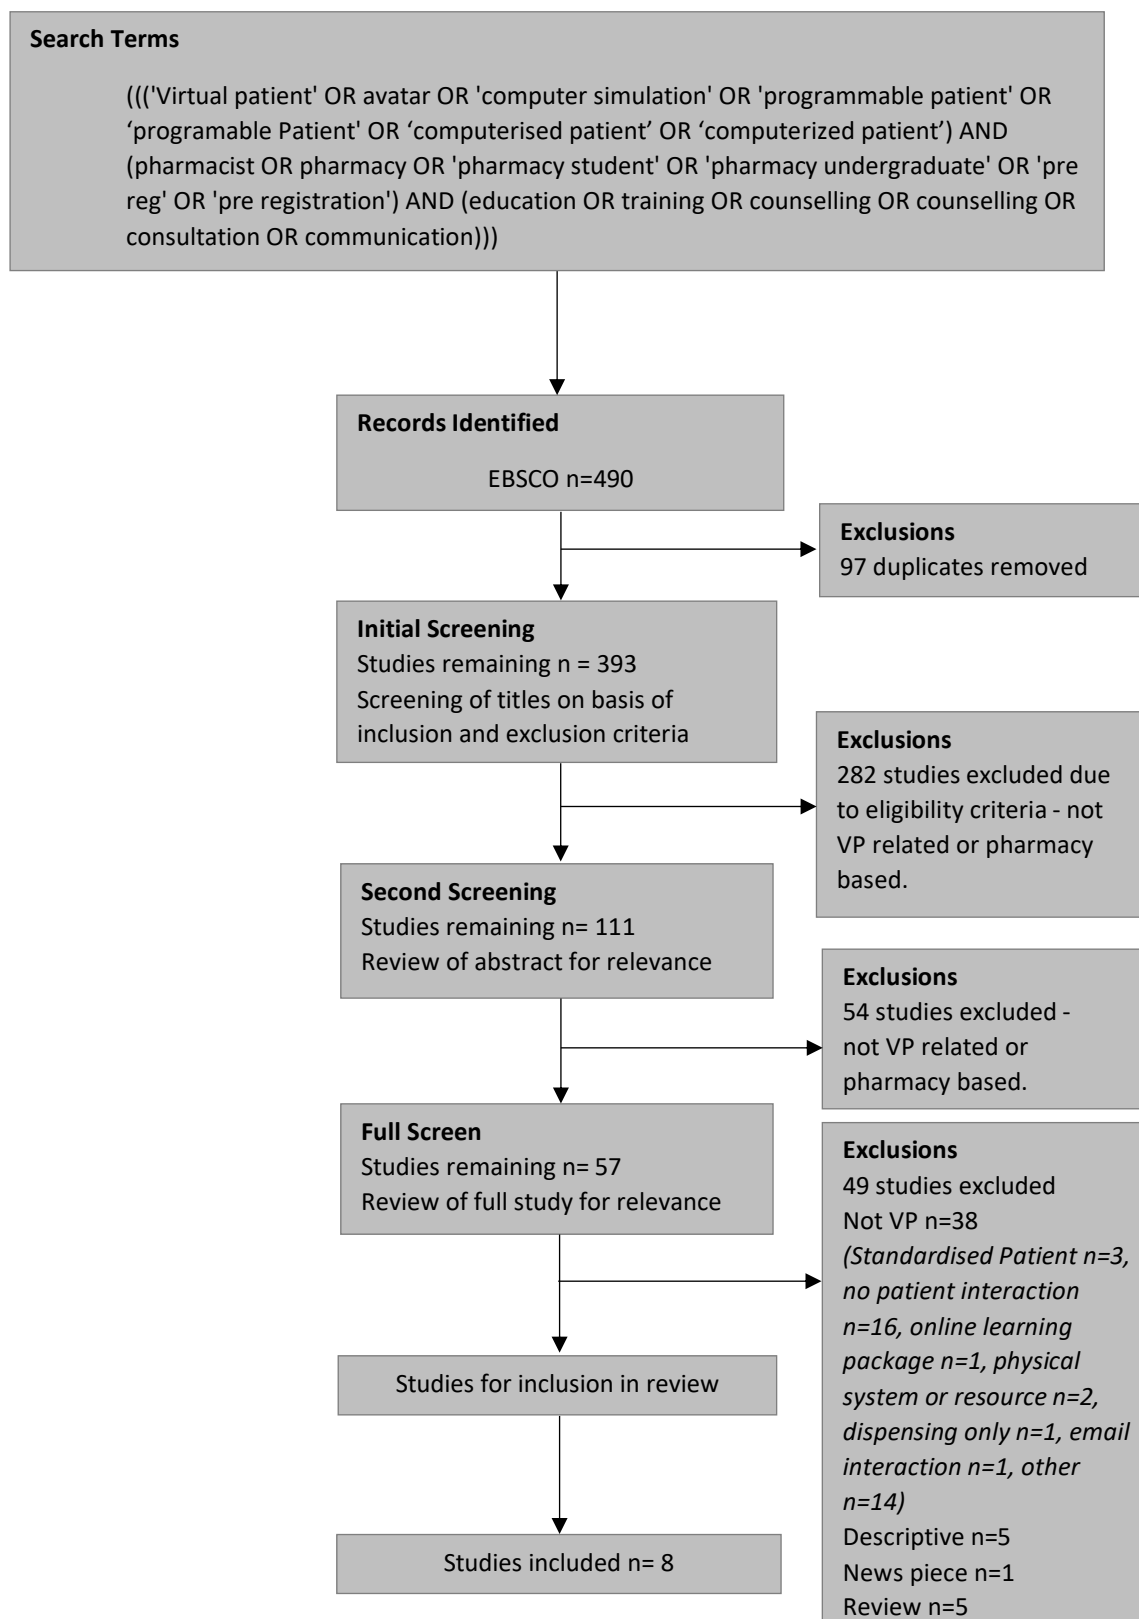 Search Terms
((('Virtual patient' OR avatar OR 'computer simulation' OR 'programmable patient' OR
‘programable Patient' OR ‘computerised patient’ OR ‘computerized patient’) AND
(pharmacist OR pharmacy OR 'pharmacy student' OR 'pharmacy undergraduate' OR 'pre
reg' OR 'pre registration') AND (education OR training OR counselling OR counselling OR
consultation OR communication)))
Records Identified
EBSCO n=490
Exclusions
97 duplicates removed
Initial Screening
Studies remaining n = 393
Screening of titles on basis of
inclusion and exclusion criteria
Exclusions
282 studies excluded due
to eligibility criteria - not
VP related or pharmacy
based.
Second Screening
Studies remaining n= 111
Review of abstract for relevance
Exclusions
54 studies excluded -
not VP related or
pharmacy based.
Full Screen
Studies remaining n= 57
Review of full study for relevance
Exclusions
49 studies excluded
Not VP n=38
(Standardised Patient n=3,
no patient interaction
n=16, online learning
package n=1, physical
system or resource n=2,
dispensing only n=1, email
interaction n=1, other
n=14)
Descriptive n=5
News piece n=1
Review n=5
Studies for inclusion in review
Studies included n= 8